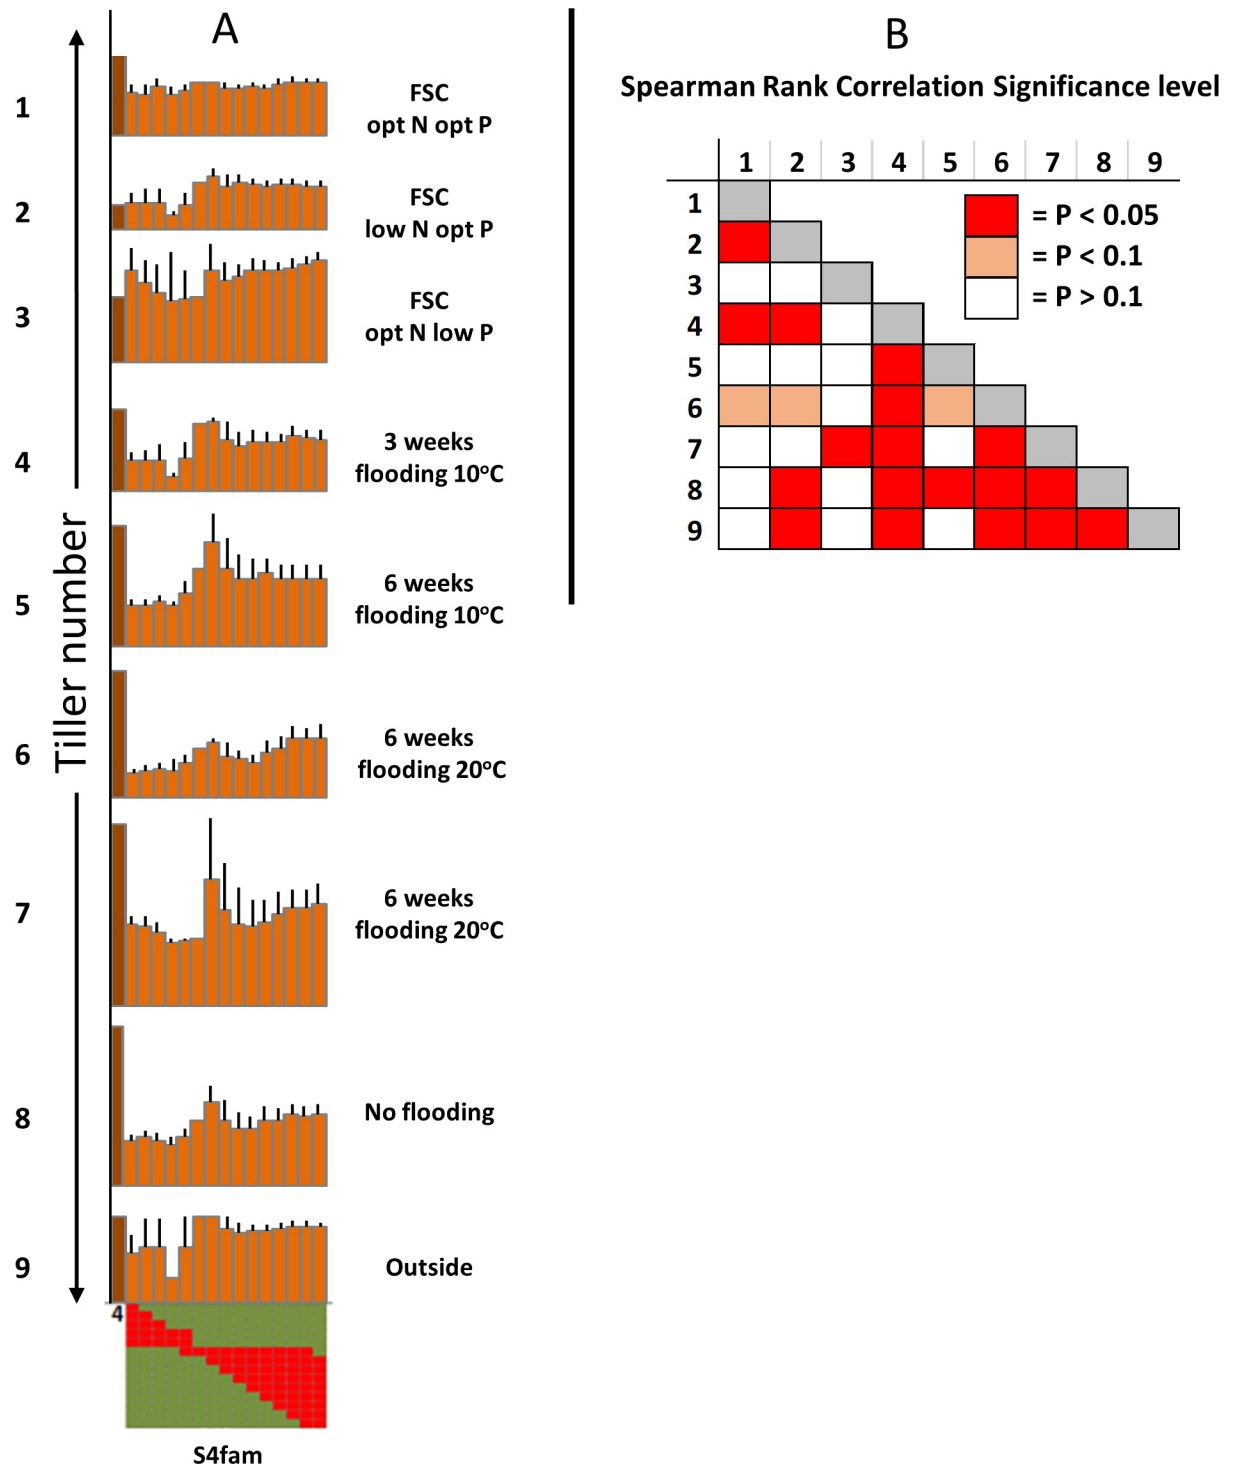 A
1
FSC
opt N opt P
2
FSC
low N opt P
3
FSC
opt N low P
4
3 weeks
flooding 10°C
5
6 weeks
flooding 10°C
6
6 weeks
flooding 20°C
7
6 weeks
flooding 20°C
8
No flooding
9
Outside
Tiller number
4
S4fam
B
Spearman Rank Correlation Significance level
1 2 3 4 5 6 7 8 9
1
2
3
4
5
6
7
8
9
= P < 0.05
= P < 0.1
= P > 0.1